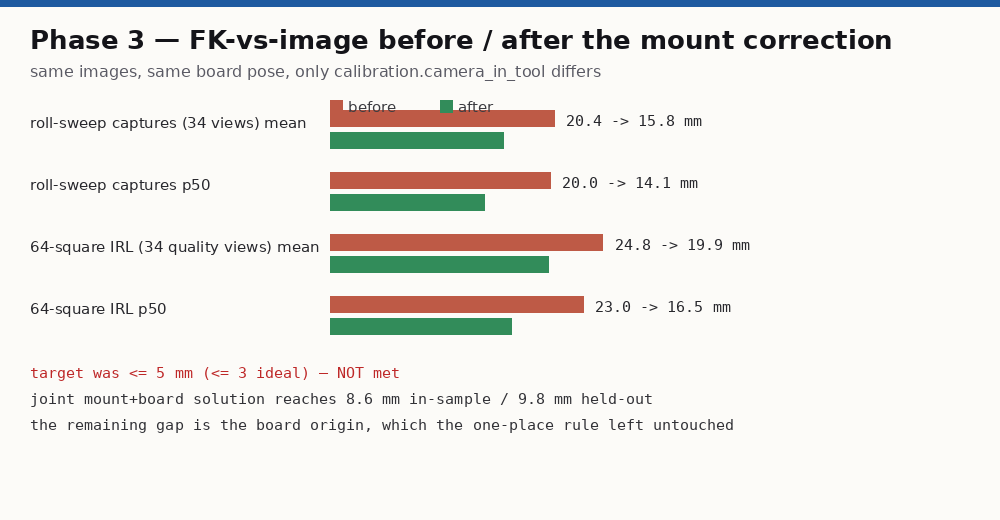 Phase 3 — FK-vs-image before / after the mount correction
same images, same board pose, only calibration.camera_in_tool differs
before after
roll-sweep captures (34 views) mean 20.4 -> 15.8 mm
roll-sweep captures p50 20.0 -> 14.1 mm
64-square IRL (34 quality views) mean 24.8 -> 19.9 mm
64-square IRL p50 23.0 -> 16.5 mm
target was <= 5 mm (<= 3 ideal) — NOT met
joint mount+board solution reaches 8.6 mm in-sample / 9.8 mm held-out
the remaining gap is the board origin, which the one-place rule left untouched